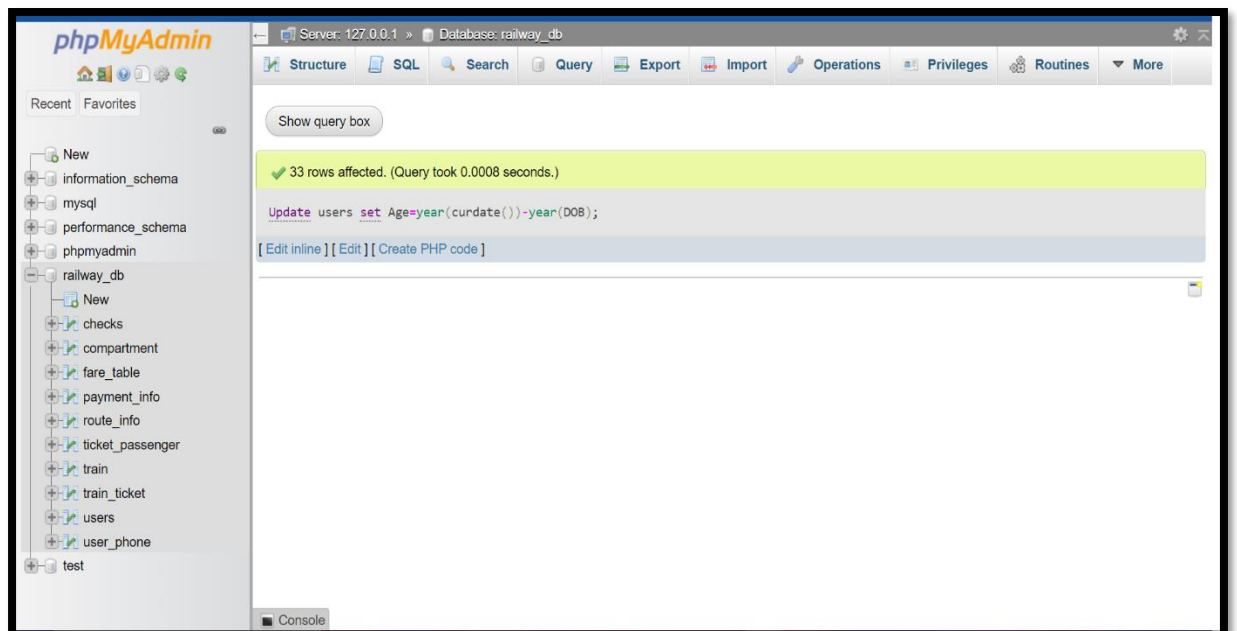 phpMyAdmin
Recent Favorites
New
information_schema
mysql
performance_schema
phpmyadmin
railway_db
New
checks
compartment
fare_table
payment_info
route_info
ticket_passenger
train
train_ticket
users
user_phone
test
Server: 127.0.0.1 » Database: railway_db
Structure SQL Search Query Export Import Operations Privileges Routines More
Show query box
33 rows affected. (Query took 0.0008 seconds.)
Update users set Age=year(curdate())-year(DOB);
[ Edit inline ] [ Edit ] [ Create PHP code ]
Console